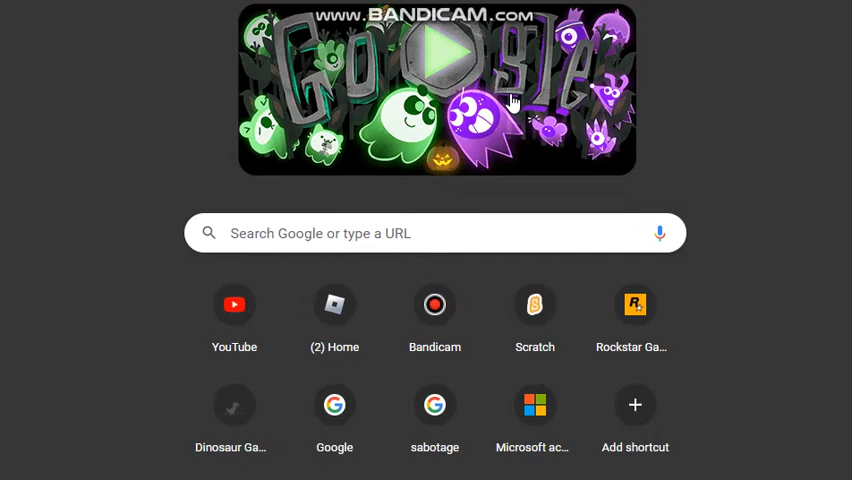 www.BANDICAM.com
Google
Search Google or type a URL
YouTube
(2) Home
Bandicam
Scratch
Rockstar Ga...
Dinosaur Ga...
Google
sabotage
Microsoft ac...
Add shortcut